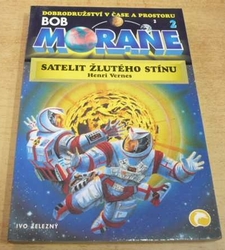 DOBRODRUŽSTVÍ V ČASE A PROSTORU
BOB
MORANE
2
SATELIT ŽLUTÉHO STÍNU
Henri Vernes
IVO ŽELEZNÝ